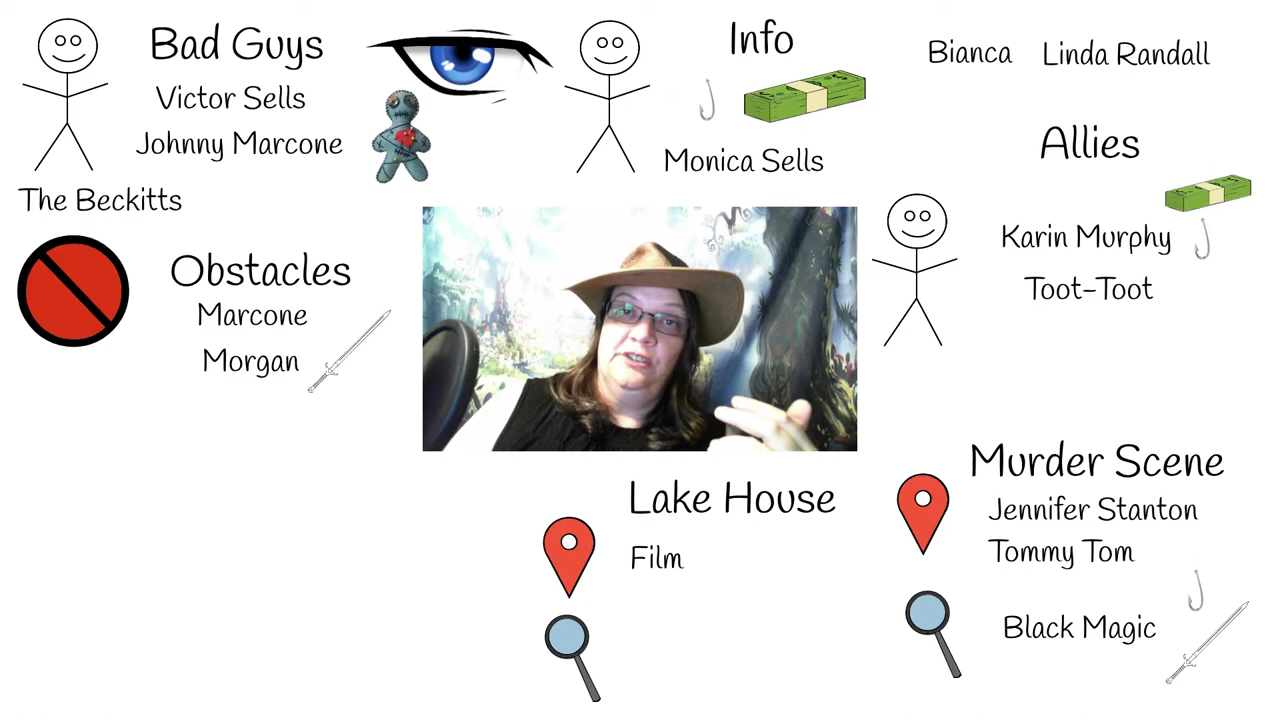 Bad Guys
Victor Sells
Johnny Marcone
The Beckitts
Obstacles
Marcone
Morgan
Info
Monica Sells
Bianca
Linda Randall
Allies
Karin Murphy
Toot-Toot
Lake House
Film
Murder Scene
Jennifer Stanton
Tommy Tom
Black Magic